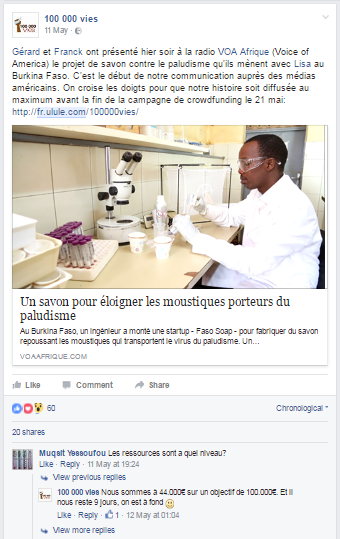 100 000 vies
11 May
Gérard et Franck ont présenté hier soir à la radio VOA Afrique (Voice of
America) le projet de savon contre le paludisme qu'ils mènent avec Lisa au
Burkina Faso. C'est le début de notre communication auprès des médias
américains. On croise les doigts pour que notre histoire soit diffusée au
maximum avant la fin de la campagne de crowdfunding le 21 mai:
http://fr.ulule.com/100000vies/
Un savon pour éloigner les moustiques porteurs du
paludisme
Au Burkina Faso, un ingénieur a monté une startup - Faso Soap - pour fabriquer du savon
repoussant les moustiques qui transportent le virus du paludisme. Un…
VOAAFRIQUE.COM
Like Comment Share
60 Chronological
20 shares
Muqsit Yessoufou Les ressources sont a quel niveau?
Like · Reply · 11 May at 19:24
View previous replies
100 000 vies Nous sommes à 44.000€ sur un objectif de 100.000€. Et il
nous reste 9 jours, on est à fond
Like · Reply · 1 · 12 May at 01:04
View more replies